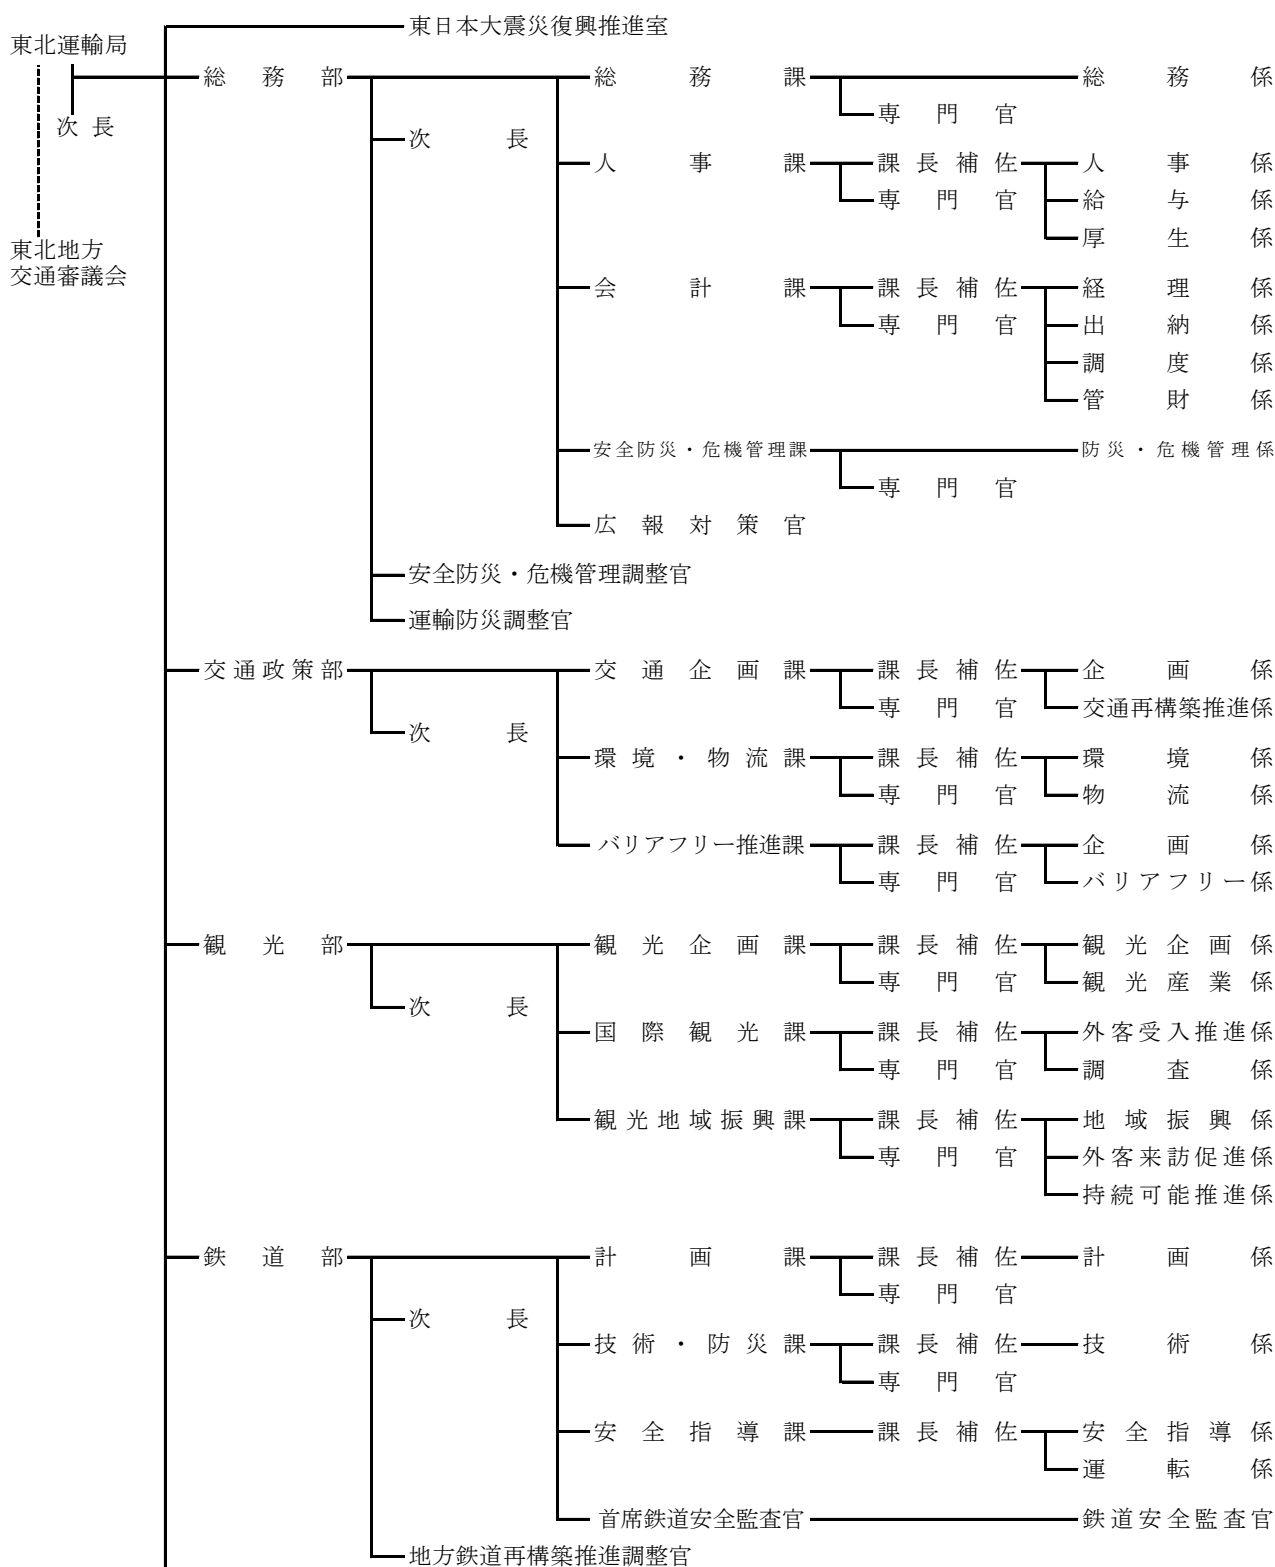 東日本大震災復興推進室
東北運輸局
総務部 総務課 総務係
専門官
次長
次長
人事課 課長補佐 人事係
専門官 給与係
厚生係
東北地方
交通審議会
会計課 課長補佐 経理係
専門官 出納係
調度係
管財係
安全防災・危機管理課 防災・危機管理係
専門官
広報対策官
安全防災・危機管理調整官
運輸防災調整官
交通政策部 交通企画課 課長補佐 企画係
専門官 交通再構築推進係
次長
環境・物流課 課長補佐 環境係
専門官 物流係
バリアフリー推進課 課長補佐 企画係
専門官 バリアフリー係
観光部 観光企画課 課長補佐 観光企画係
専門官 観光産業係
次長
国際観光課 課長補佐 外客受入推進係
専門官 調査係
観光地域振興課 課長補佐 地域振興係
専門官 外客来訪促進係
持続可能推進係
鉄道部 計画課 課長補佐 計画係
専門官
次長
技術・防災課 課長補佐 技術係
専門官
安全指導課 課長補佐 安全指導係
運転係
首席鉄道安全監査官 鉄道安全監査官
地方鉄道再構築推進調整官